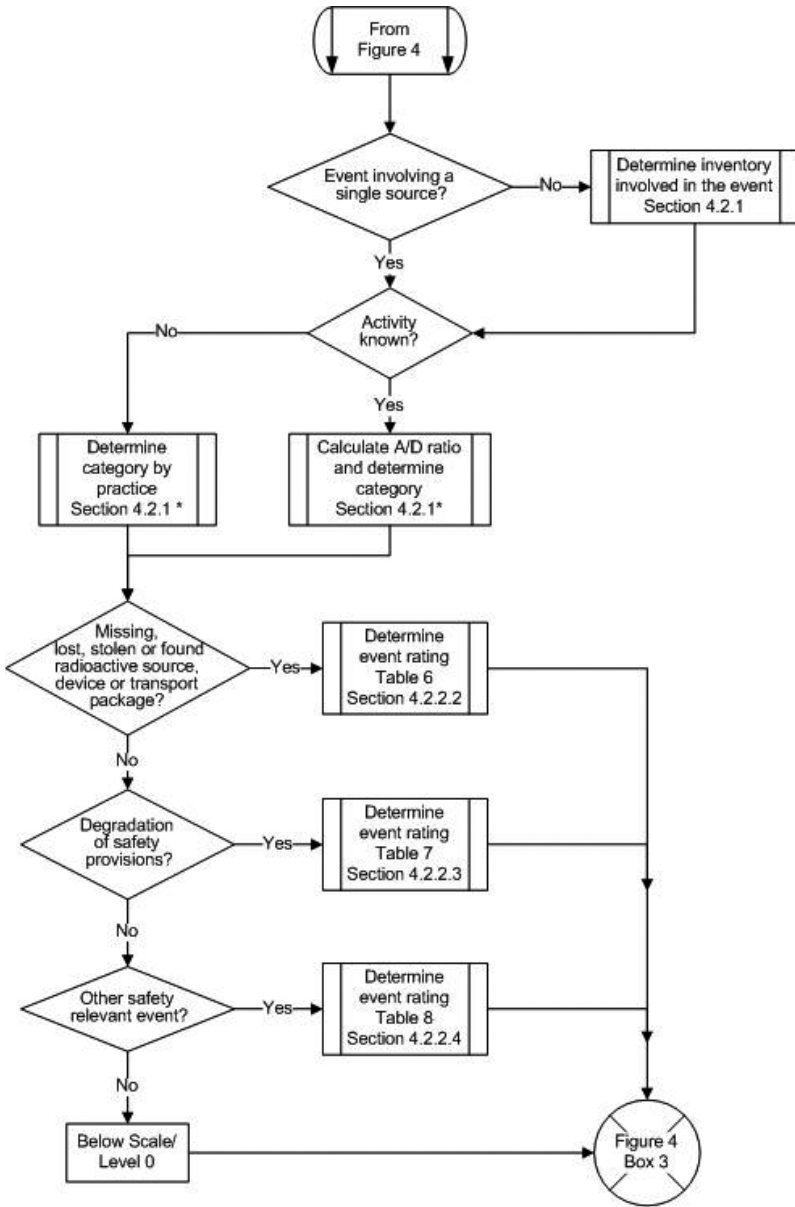 From
Figure 4
Event involving a
single source?
No
Determine inventory
involved in the event
Section 4.2.1
Yes
Activity
known?
No
Yes
Determine
category by
practice
Section 4.2.1 *
Calculate A/D ratio
and determine
category
Section 4.2.1*
Missing,
lost, stolen or found
radioactive source,
device or transport
package?
Yes
Determine
event rating
Table 6
Section 4.2.2.2
No
Degradation
of safety
provisions?
Yes
Determine
event rating
Table 7
Section 4.2.2.3
No
Other safety
relevant event?
Yes
Determine
event rating
Table 8
Section 4.2.2.4
No
Below Scale/
Level 0
Figure 4
Box 3